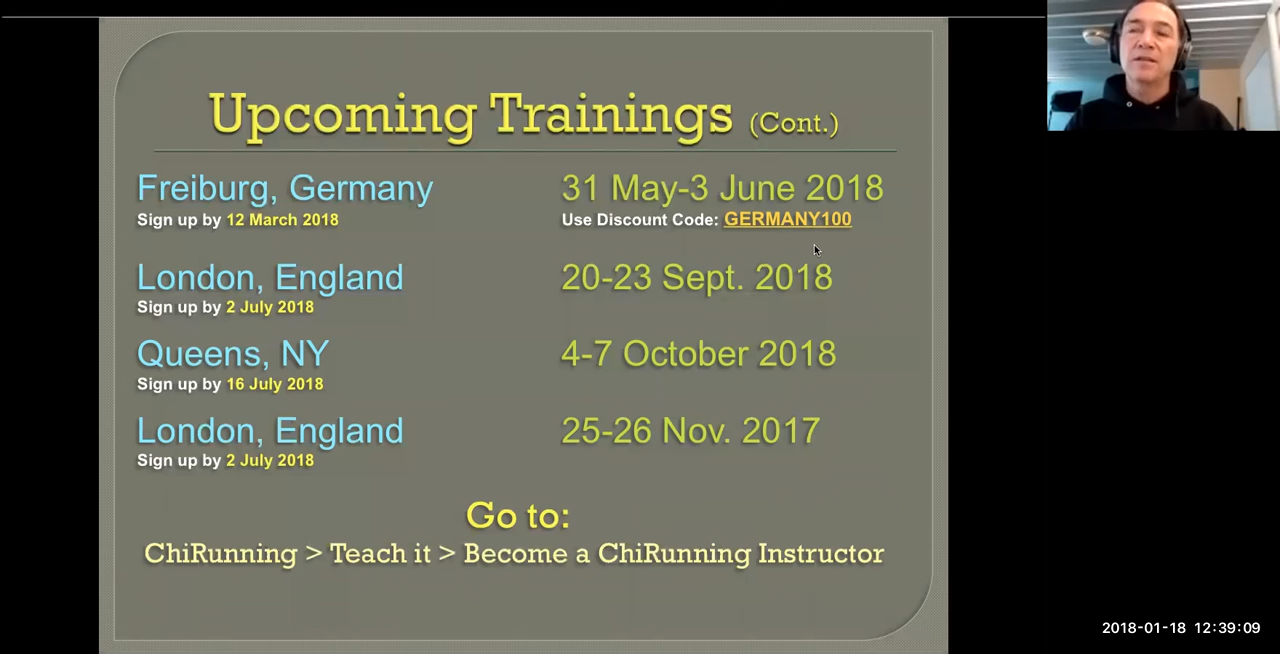 Upcoming Trainings (Cont.)
Freiburg, Germany 31 May-3 June 2018
Sign up by 12 March 2018 Use Discount Code: GERMANY100
London, England 20-23 Sept. 2018
Sign up by 2 July 2018
Queens, NY 4-7 October 2018
Sign up by 16 July 2018
London, England 25-26 Nov. 2017
Sign up by 2 July 2018
Go to:
ChiRunning > Teach it > Become a ChiRunning Instructor
2018-01-18 12:39:09